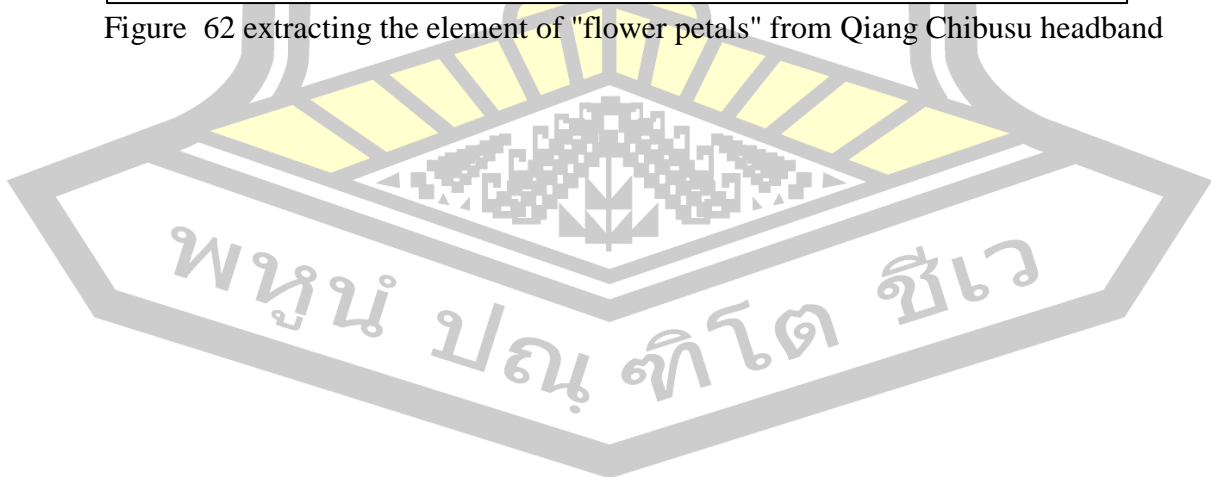 Figure 62 extracting the element of "flower petals" from Qiang Chibusu headband
พหูนํ ปณฺฑิโต ชีเว